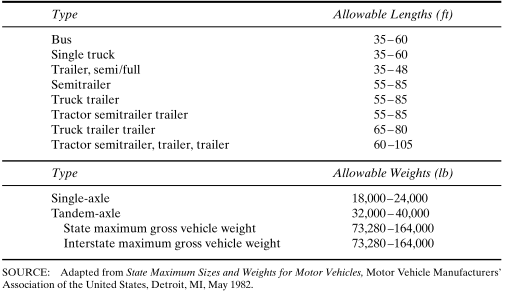 Type Allowable Lengths (ft)
Bus 35–60
Single truck 35–60
Trailer, semi/full 35–48
Semitrailer 55–85
Truck trailer 55–85
Tractor semitrailer trailer 55–85
Truck trailer trailer 65–80
Tractor semitrailer, trailer, trailer 60–105
Type Allowable Weights (lb)
Single-axle 18,000–24,000
Tandem-axle 32,000–40,000
State maximum gross vehicle weight 73,280–164,000
Interstate maximum gross vehicle weight 73,280–164,000
SOURCE: Adapted from State Maximum Sizes and Weights for Motor Vehicles, Motor Vehicle Manufacturers’
Association of the United States, Detroit, MI, May 1982.